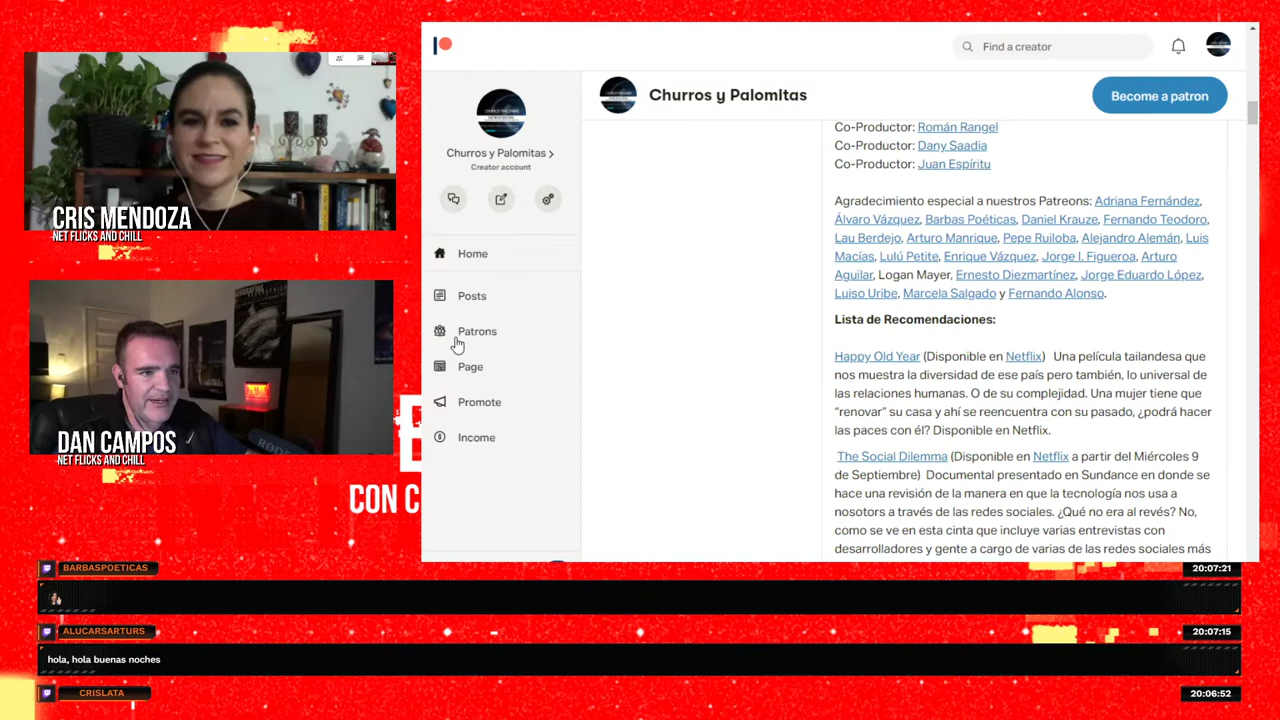 CRIS MENDOZA
NET FLICKS AND CHILL
DAN CAMPOS
NET FLICKS AND CHILL
CON C
Find a creator
Churros y Palomitas
Creator account
Home
Posts
Patrons
Page
Promote
Income
Churros y Palomitas
Become a patron
Co-Productor: Román Rangel
Co-Productor: Dany Saadia
Co-Productor: Juan Espíritu
Agradecimiento especial a nuestros Patreons: Adriana Fernández,
Álvaro Vázquez, Barbas Poéticas, Daniel Krauze, Fernando Teodoro,
Lau Berdejo, Arturo Manrique, Pepe Ruiloba, Alejandro Alemán, Luis
Macías, Lulú Petite, Enrique Vázquez, Jorge I. Figueroa, Arturo
Aguilar, Logan Mayer, Ernesto Diezmartínez, Jorge Eduardo López,
Luiso Uribe, Marcela Salgado y Fernando Alonso.
Lista de Recomendaciones:
Happy Old Year (Disponible en Netflix) Una película tailandesa que
nos muestra la diversidad de ese país pero también, lo universal de
las relaciones humanas. O de su complejidad. Una mujer tiene que
“renovar” su casa y ahí se reencuentra con su pasado, ¿podrá hacer
las paces con él? Disponible en Netflix.
The Social Dilemma (Disponible en Netflix a partir del Miércoles 9
de Septiembre) Documental presentado en Sundance en donde se
hace una revisión de la manera en que la tecnología nos usa a
nosotors a través de las redes sociales. ¿Qué no era al revés? No,
como se ve en esta cinta que incluye varias entrevistas con
desarrolladores y gente a cargo de varias de las redes sociales más
BARBASPOETICAS
20:07:21
ALUCARSARTURS
20:07:15
hola, hola buenas noches
CRISLATA
20:06:52